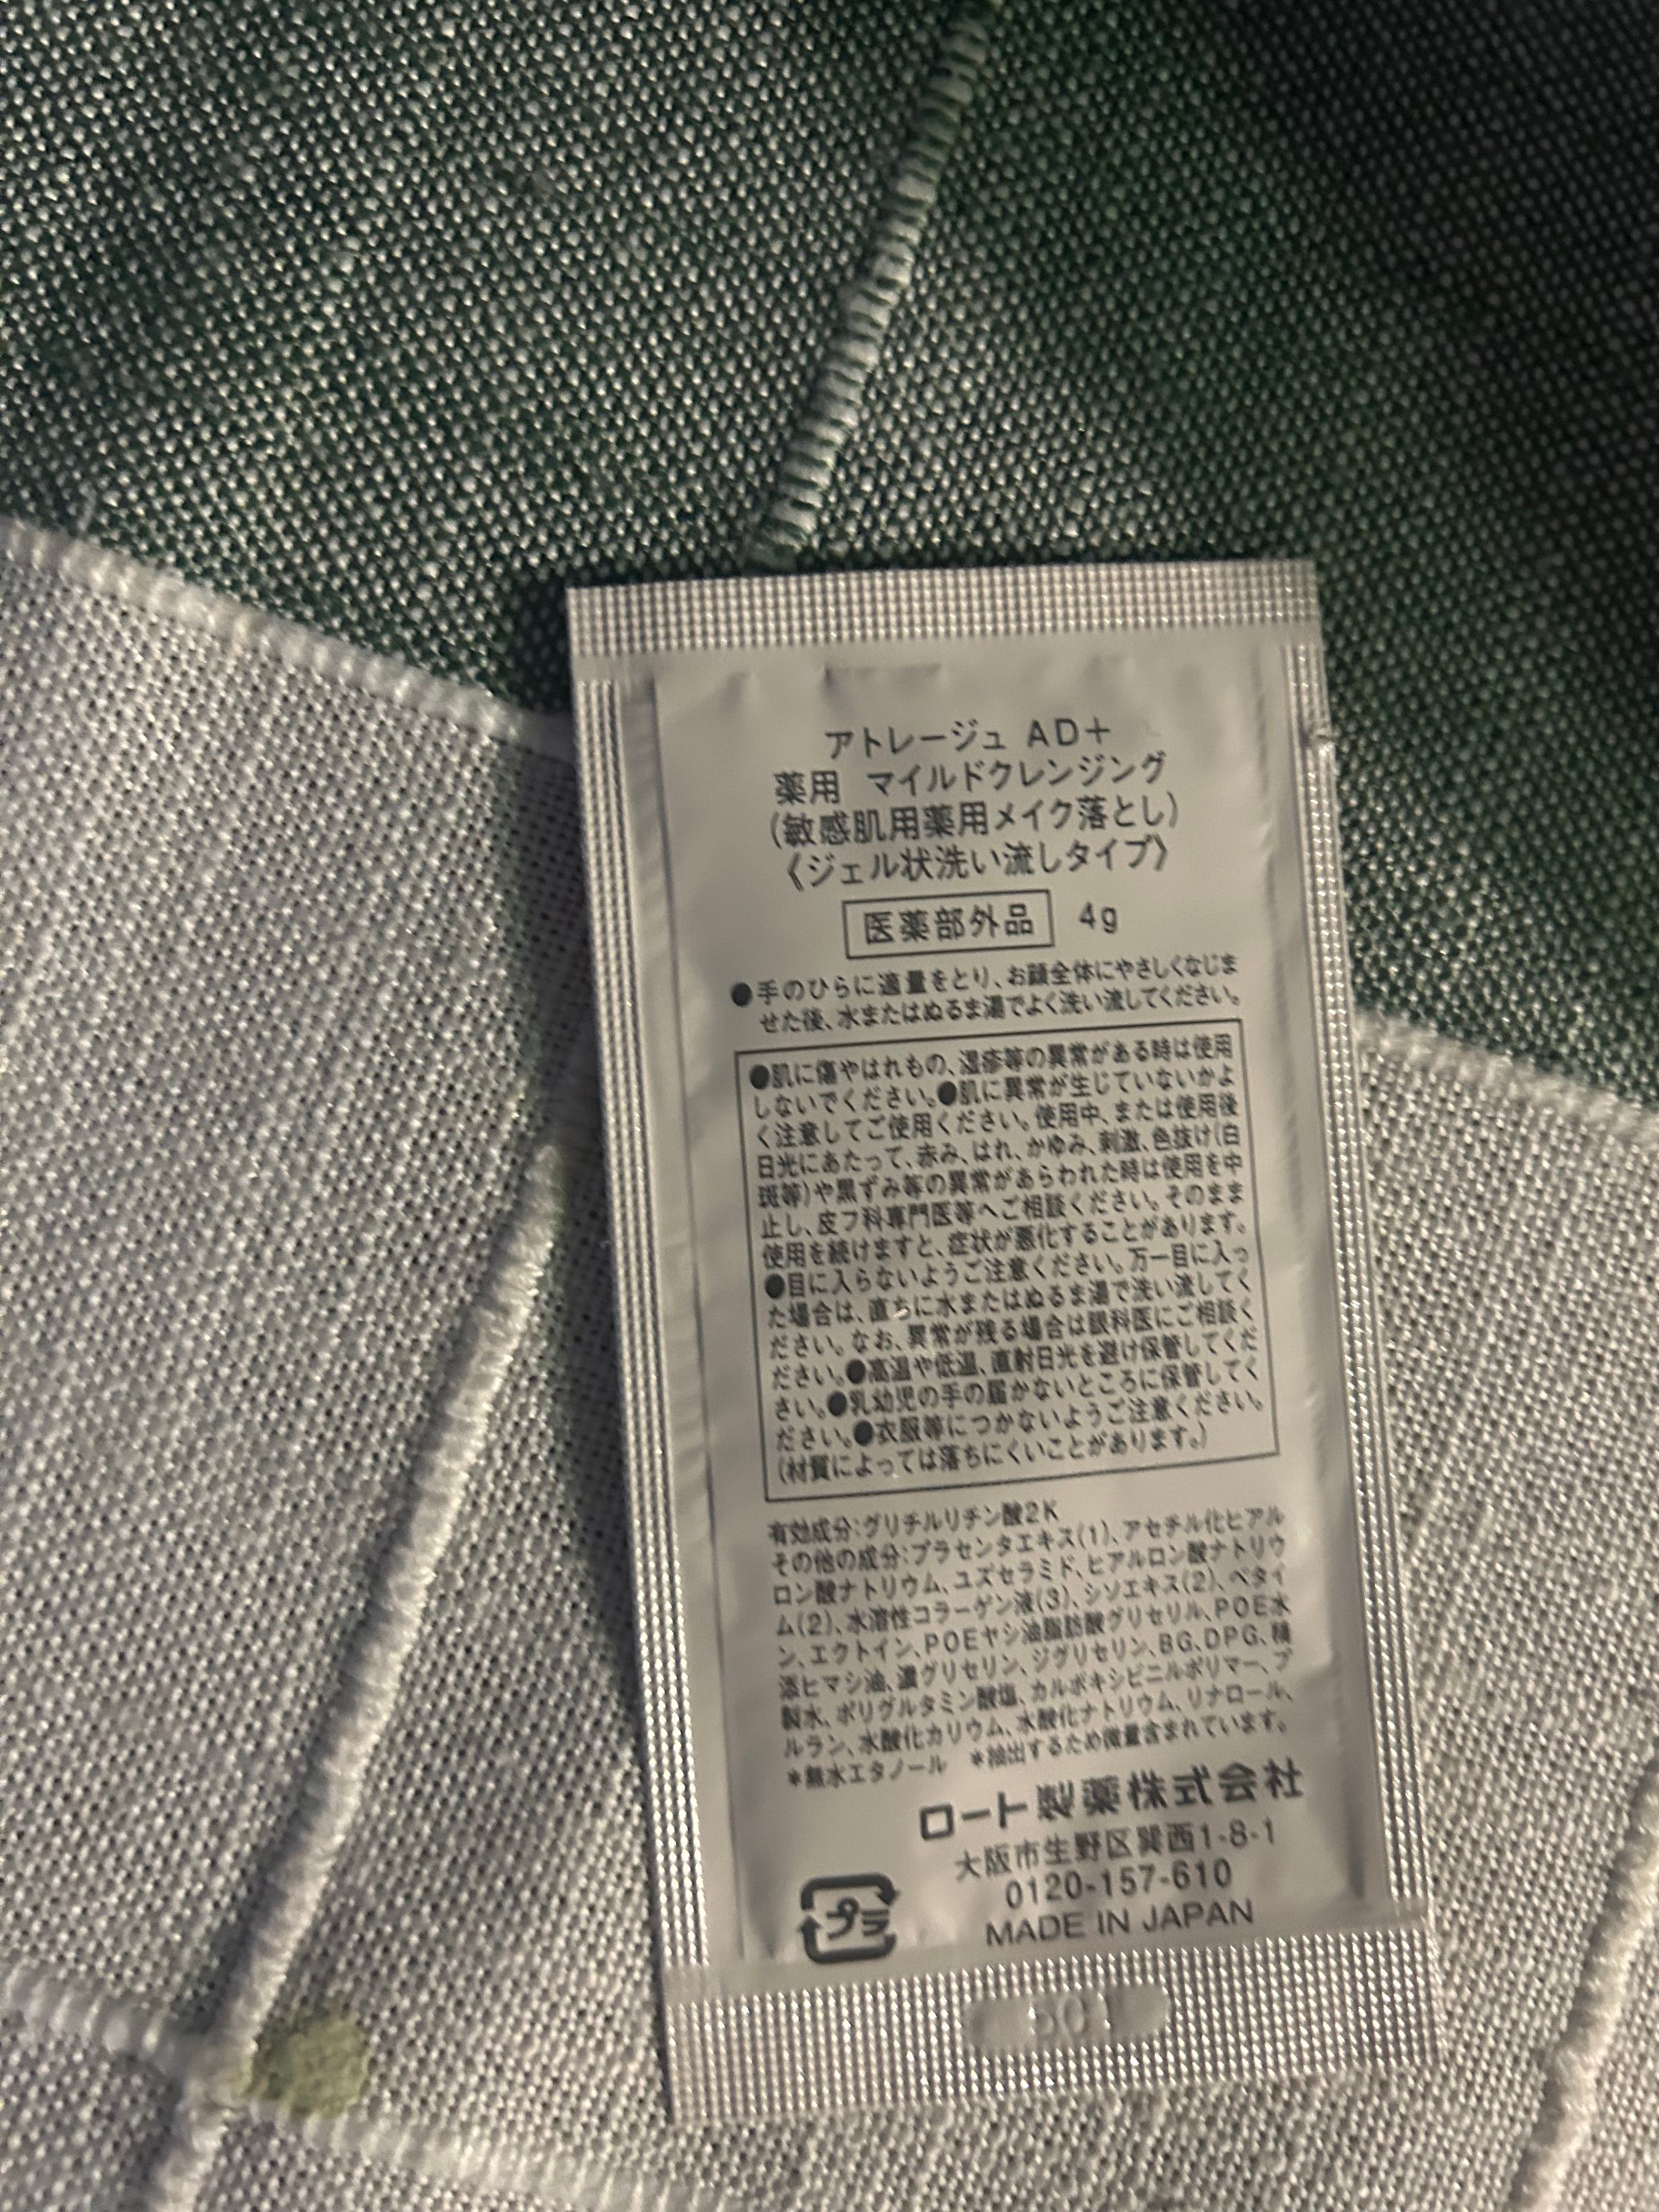 アトレージュ AD＋
薬用 マイルドクレンジング
(敏感肌用薬用メイク落とし)
《ジェル状洗い流しタイプ》
医薬部外品 4g
●手のひらに適量をとり、お顔全体にやさしくなじま
せた後、水またはぬるま湯でよく洗い流してください。
●肌に傷やはれもの、湿疹等の異常がある時は使用
しないでください。●肌に異常が生じていないかよ
く注意してご使用ください。使用中、または使用後
日光にあたって、赤み、はれ、かゆみ、刺激、色抜け(白
斑等)や黒ずみ等の異常があらわれた時は使用を中
止し、皮フ科専門医等へご相談ください。そのまま
使用を続けますと、症状が悪化することがあります。
●目に入らないようご注意ください。万一目に入っ
た場合は、直ちに水またはぬるま湯で洗い流してく
ださい。なお、異常が残る場合は眼科医にご相談く
ださい。●高温や低温、直射日光を避け保管してくだ
さい。●乳幼児の手の届かないところに保管してく
ださい。●衣服等につかないようご注意ください。
(材質によっては落ちにくいことがあります。)
有効成分:グリチルリチン酸2K
その他の成分:プラセンタエキス(1)、アセチル化ヒアル
ロン酸ナトリウム、ユズセラミド、ヒアルロン酸ナトリウ
ム(2)、水溶性コラーゲン液(3)、シソエキス(2)、ベタイ
ン、エクトイン、POEヤシ油脂肪酸グリセリル、POE水
添ヒマシ油、濃グリセリン、ジグリセリン、BG、DPG、精
製水、ポリグルタミン酸塩、カルボキシビニルポリマー、プ
ルラン、水酸化カリウム、水酸化ナトリウム、リナロール、
＊無水エタノール ＊抽出するため微量含まれています。
ロート製薬株式会社
大阪市生野区巽西1-8-1
0120-157-610
MADE IN JAPAN
プラ